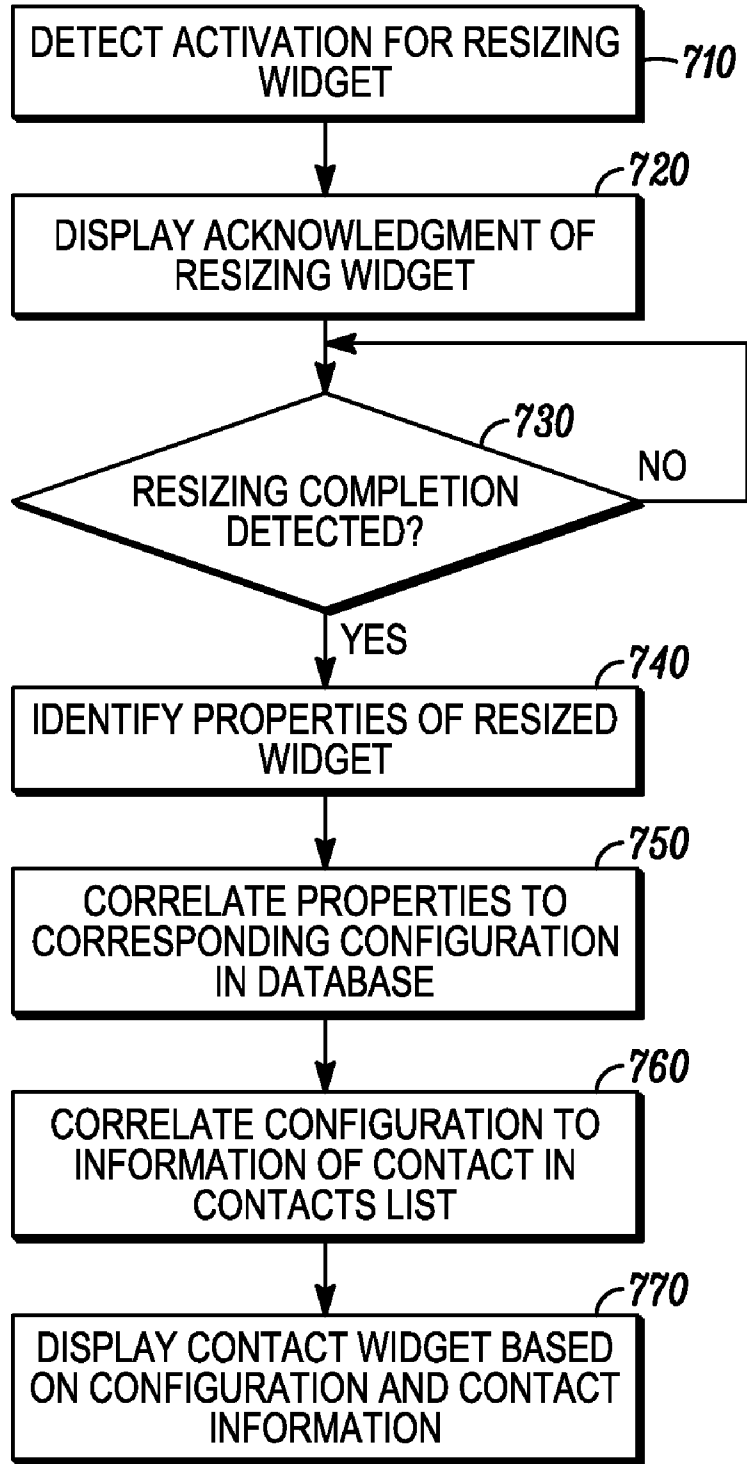 DETECT ACTIVATION FOR RESIZING
WIDGET
710
720
DISPLAY ACKNOWLEDGMENT OF
RESIZING WIDGET
730
NO
RESIZING COMPLETION
DETECTED?
YES
740
IDENTIFY PROPERTIES OF RESIZED
WIDGET
750
CORRELATE PROPERTIES TO
CORRESPONDING CONFIGURATION
IN DATABASE
760
CORRELATE CONFIGURATION TO
INFORMATION OF CONTACT IN
CONTACTS LIST
770
DISPLAY CONTACT WIDGET BASED
ON CONFIGURATION AND CONTACT
INFORMATION